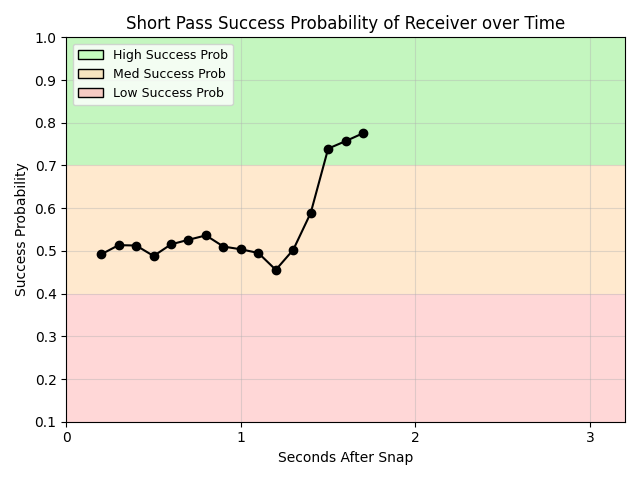 Short Pass Success Probability of Receiver over Time
High Success Prob
Med Success Prob
Low Success Prob
Success Probability
1.0
0.9
0.8
0.7
0.6
0.5
0.4
0.3
0.2
0.1
0 1 2 3
Seconds After Snap